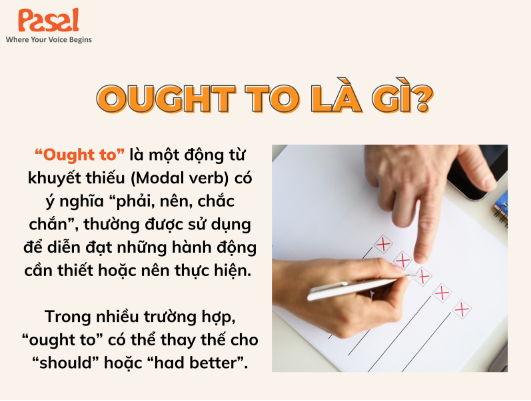 Pasal
Where Your Voice Begins
OUGHT TO LÀ GÌ?
“Ought to” là một động từ
khuyết thiếu (Modal verb) có
ý nghĩa “phải, nên, chắc
chắn”, thường được sử dụng
để diễn đạt những hành động
cần thiết hoặc nên thực hiện.
Trong nhiều trường hợp,
“ought to” có thể thay thế cho
“should” hoặc “had better”.